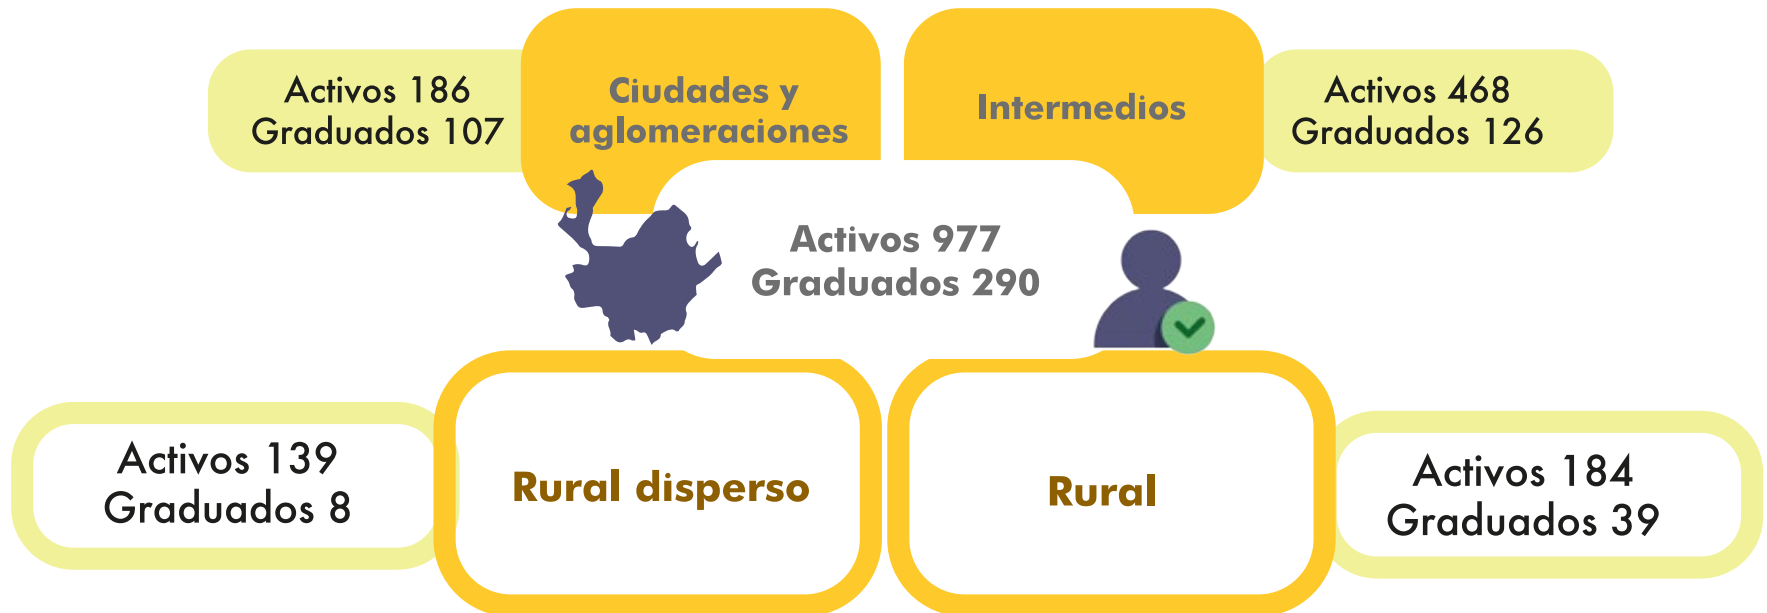 Activos 186
Graduados 107
Ciudades y
aglomeraciones
Intermedios
Activos 468
Graduados 126
Activos 977
Graduados 290
Activos 139
Graduados 8
Rural disperso
Rural
Activos 184
Graduados 39